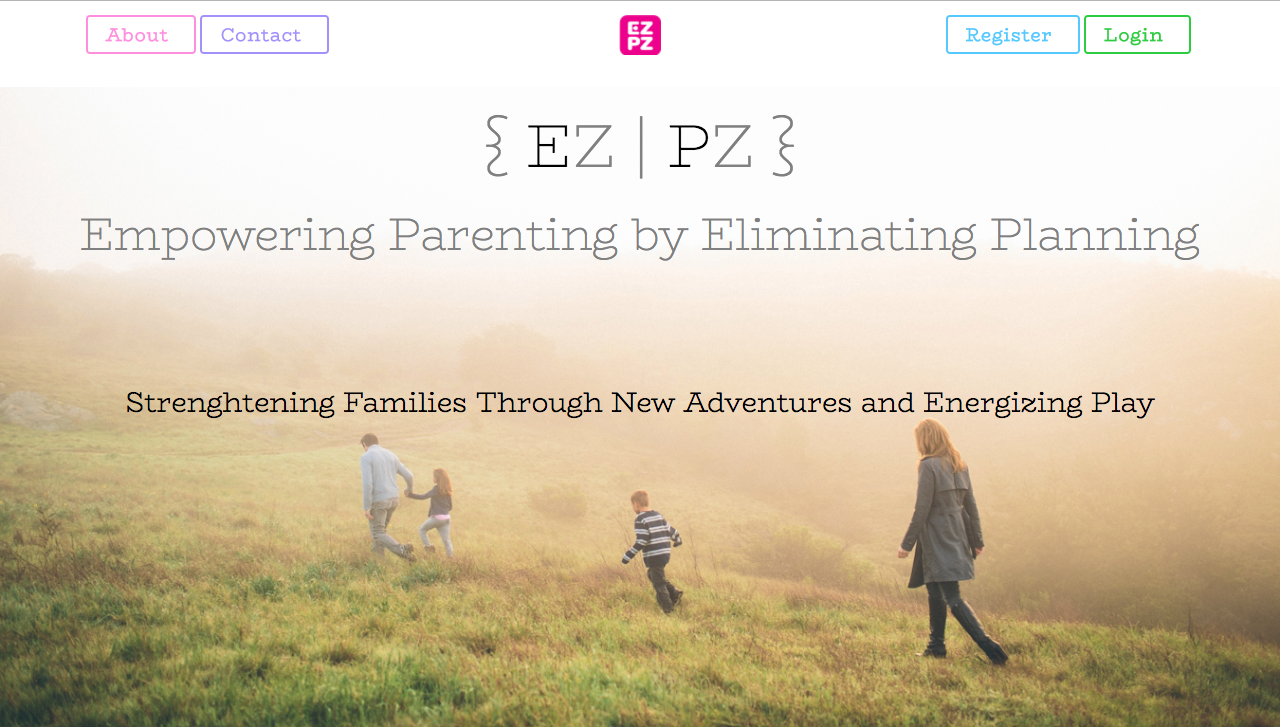 About Contact EZ Register Login
PZ
{ EZ | PZ }
Empowering Parenting by Eliminating Planning
Strenghtening Families Through New Adventures and Energizing Play